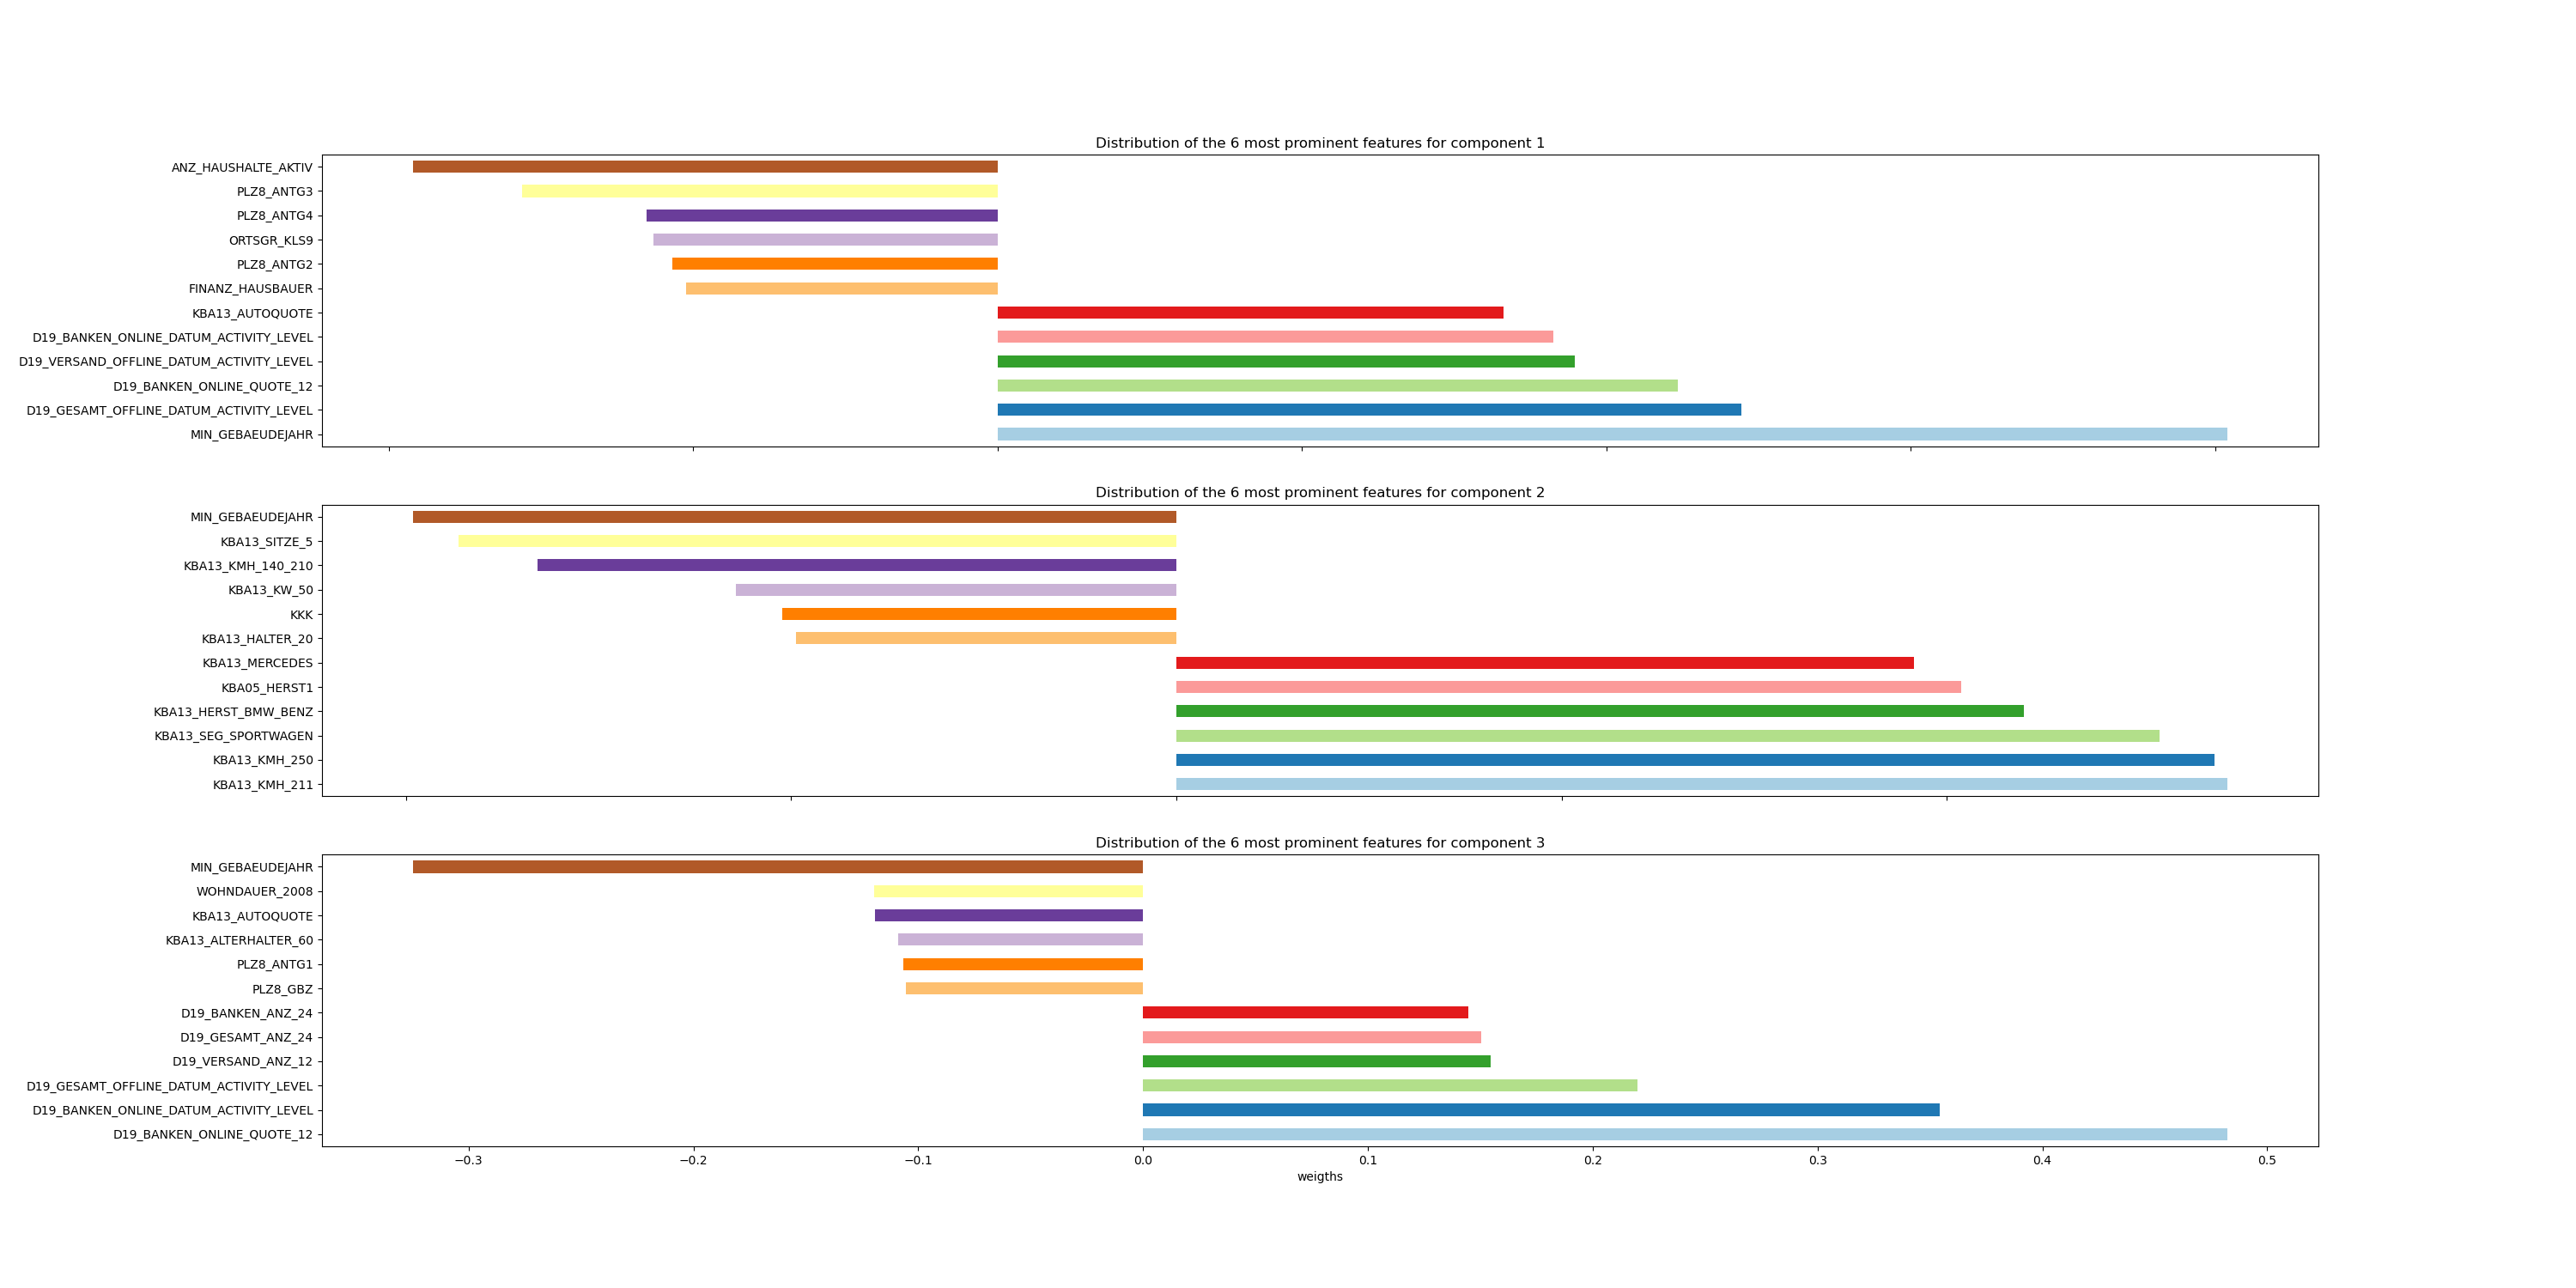 Distribution of the 6 most prominent features for component 1
ANZ_HAUSHALTE_AKTIV
PLZ8_ANTG3
PLZ8_ANTG4
ORTSGR_KLS9
PLZ8_ANTG2
FINANZ_HAUSBAUER
KBA13_AUTOQUOTE
D19_BANKEN_ONLINE_DATUM_ACTIVITY_LEVEL
D19_VERSAND_OFFLINE_DATUM_ACTIVITY_LEVEL
D19_BANKEN_ONLINE_QUOTE_12
D19_GESAMT_OFFLINE_DATUM_ACTIVITY_LEVEL
MIN_GEBAEUDEJAHR
Distribution of the 6 most prominent features for component 2
MIN_GEBAEUDEJAHR
KBA13_SITZE_5
KBA13_KMH_140_210
KBA13_KW_50
KKK
KBA13_HALTER_20
KBA13_MERCEDES
KBA05_HERST1
KBA13_HERST_BMW_BENZ
KBA13_SEG_SPORTWAGEN
KBA13_KMH_250
KBA13_KMH_211
Distribution of the 6 most prominent features for component 3
MIN_GEBAEUDEJAHR
WOHNDAUER_2008
KBA13_AUTOQUOTE
KBA13_ALTERHALTER_60
PLZ8_ANTG1
PLZ8_GBZ
D19_BANKEN_ANZ_24
D19_GESAMT_ANZ_24
D19_VERSAND_ANZ_12
D19_GESAMT_OFFLINE_DATUM_ACTIVITY_LEVEL
D19_BANKEN_ONLINE_DATUM_ACTIVITY_LEVEL
D19_BANKEN_ONLINE_QUOTE_12
−0.3 −0.2 −0.1 0.0 0.1 0.2 0.3 0.4 0.5
weigths